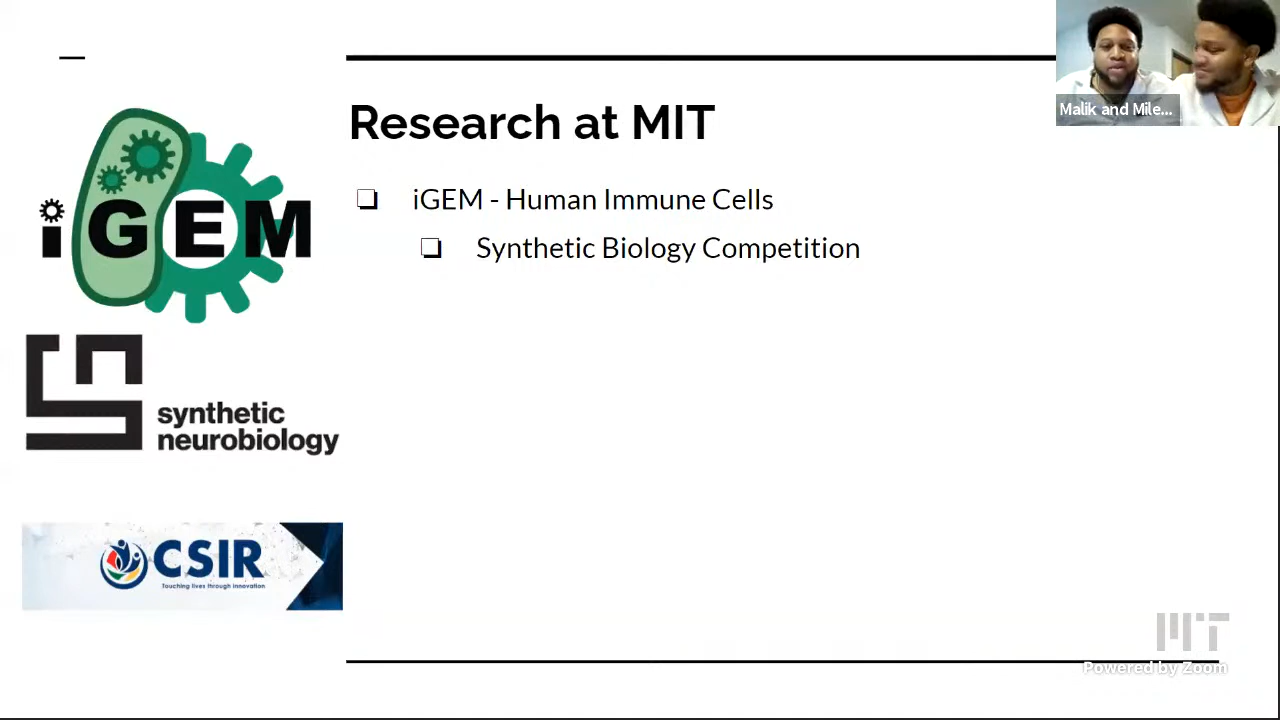 Malik and Mile...
Research at MIT
iGEM - Human Immune Cells
Synthetic Biology Competition
iGEM
synthetic
neurobiology
CSIR
Touching lives through innovation
MIT
Powered by Zoom